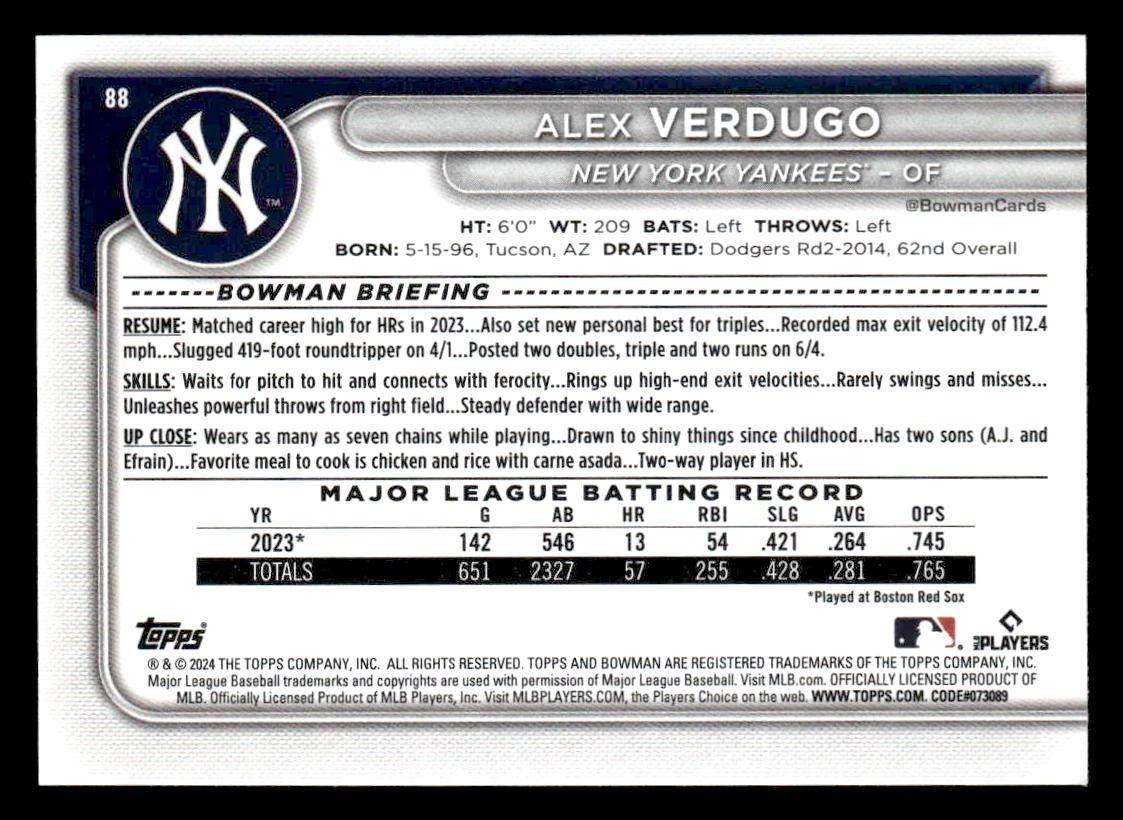 88
NY
TM
ALEX VERDUGO
NEW YORK YANKEES™ – OF
@BowmanCards
HT: 6'0" WT: 209 BATS: Left THROWS: Left
BORN: 5-15-96, Tucson, AZ DRAFTED: Dodgers Rd2-2014, 62nd Overall
BOWMAN BRIEFING
RESUME: Matched career high for HRs in 2023...Also set new personal best for triples...Recorded max exit velocity of 112.4
mph...Slugged 419-foot roundtripper on 4/1...Posted two doubles, triple and two runs on 6/4.
SKILLS: Waits for pitch to hit and connects with ferocity...Rings up high-end exit velocities...Rarely swings and misses...
Unleashes powerful throws from right field...Steady defender with wide range.
UP CLOSE: Wears as many as seven chains while playing...Drawn to shiny things since childhood...Has two sons (A.J. and
Efrain)...Favorite meal to cook is chicken and rice with carne asada...Two-way player in HS.
MAJOR LEAGUE BATTING RECORD
YR G AB HR RBI SLG AVG OPS
2023* 142 546 13 54 .421 .264 .745
TOTALS 651 2327 57 255 .428 .281 .765
*Played at Boston Red Sox
Topps®
MLB PLAYERS
® & © 2024 THE TOPPS COMPANY, INC. ALL RIGHTS RESERVED. TOPPS AND BOWMAN ARE REGISTERED TRADEMARKS OF THE TOPPS COMPANY, INC.
Major League Baseball trademarks and copyrights are used with permission of Major League Baseball. Visit MLB.com. OFFICIALLY LICENSED PRODUCT OF
MLB. Officially Licensed Product of MLB Players, Inc. Visit MLBPLAYERS.COM, the Players Choice on the web. WWW.TOPPS.COM. CODE#073089